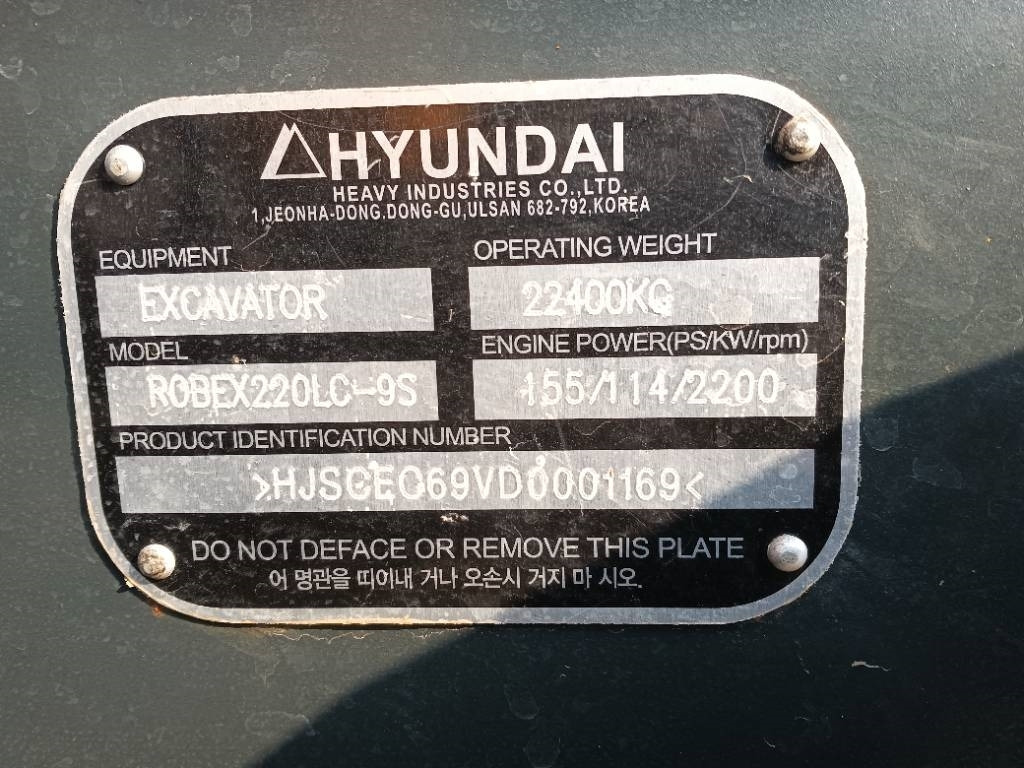 HYUNDAI
HEAVY INDUSTRIES CO.,LTD.
1,JEONHA-DONG,DONG-GU,ULSAN 682-792,KOREA
EQUIPMENT
OPERATING WEIGHT
EXCAVATOR
22400KG
MODEL
ENGINE POWER(PS/KW/rpm)
ROBEX220LC-9S
155/114/2200
PRODUCT IDENTIFICATION NUMBER
>HJSCEC69VD0001169<
DO NOT DEFACE OR REMOVE THIS PLATE
어 명관을 띠어내 거나 오손시 거지 마 시오.